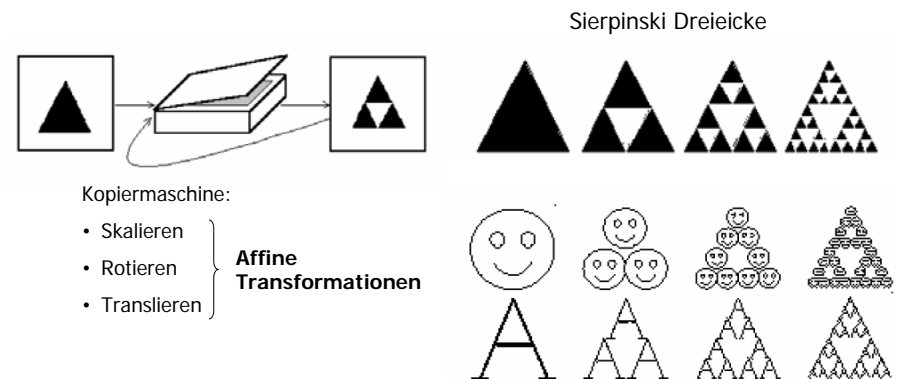 Sierpinski Dreieicke
Kopiermaschine:
• Skalieren
• Rotieren
• Translieren
Affine
Transformationen
A